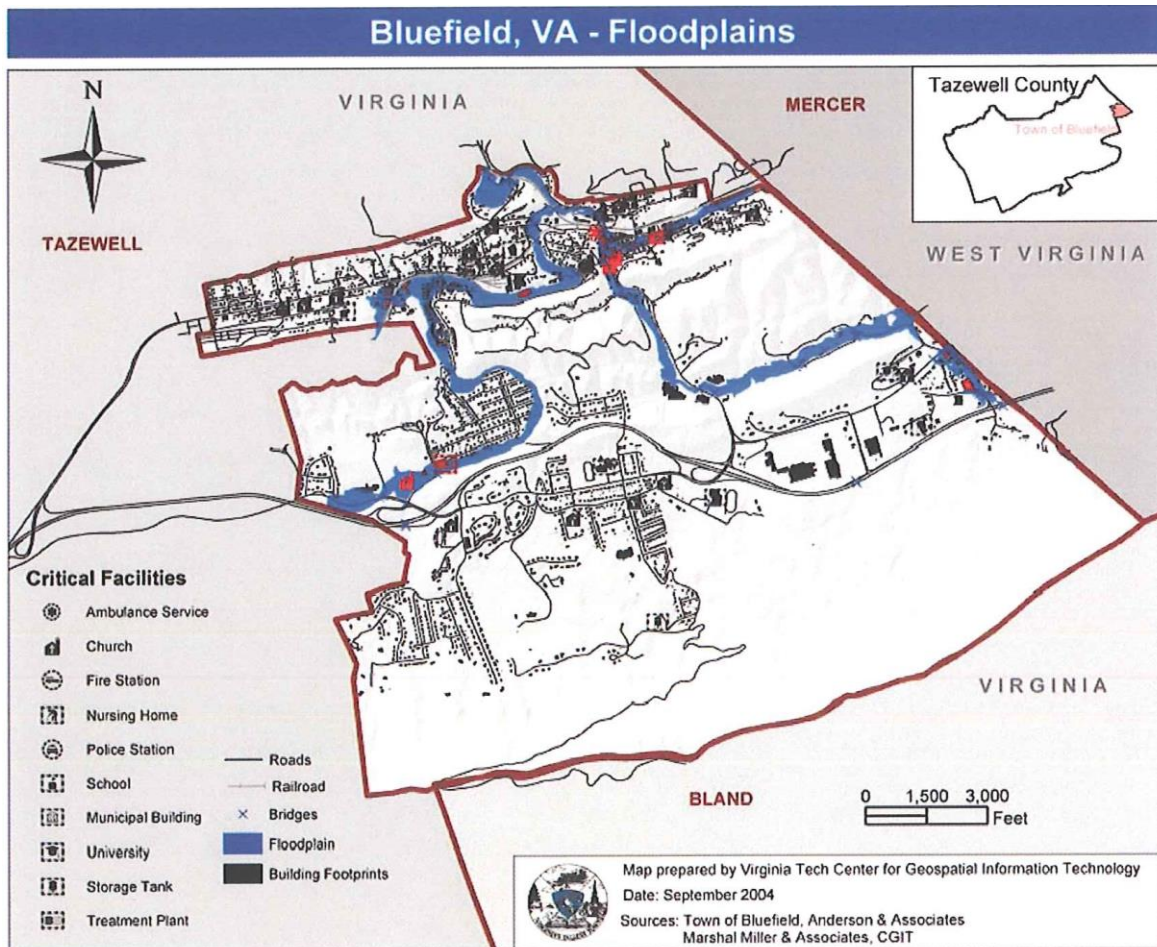 Bluefield, VA - Floodplains
N
VIRGINIA
MERCER
Tazewell County
Town of Bluefield
TAZEWELL
WEST VIRGINIA
Critical Facilities
Ambulance Service
Church
Fire Station
Nursing Home
Police Station
School
Municipal Building
University
Storage Tank
Treatment Plant
Roads
Railroad
Bridges
Floodplain
Building Footprints
VIRGINIA
BLAND
0 1,500 3,000
Feet
Map prepared by Virginia Tech Center for Geospatial Information Technology
Date: September 2004
Sources: Town of Bluefield, Anderson & Associates
Marshal Miller & Associates, CGIT